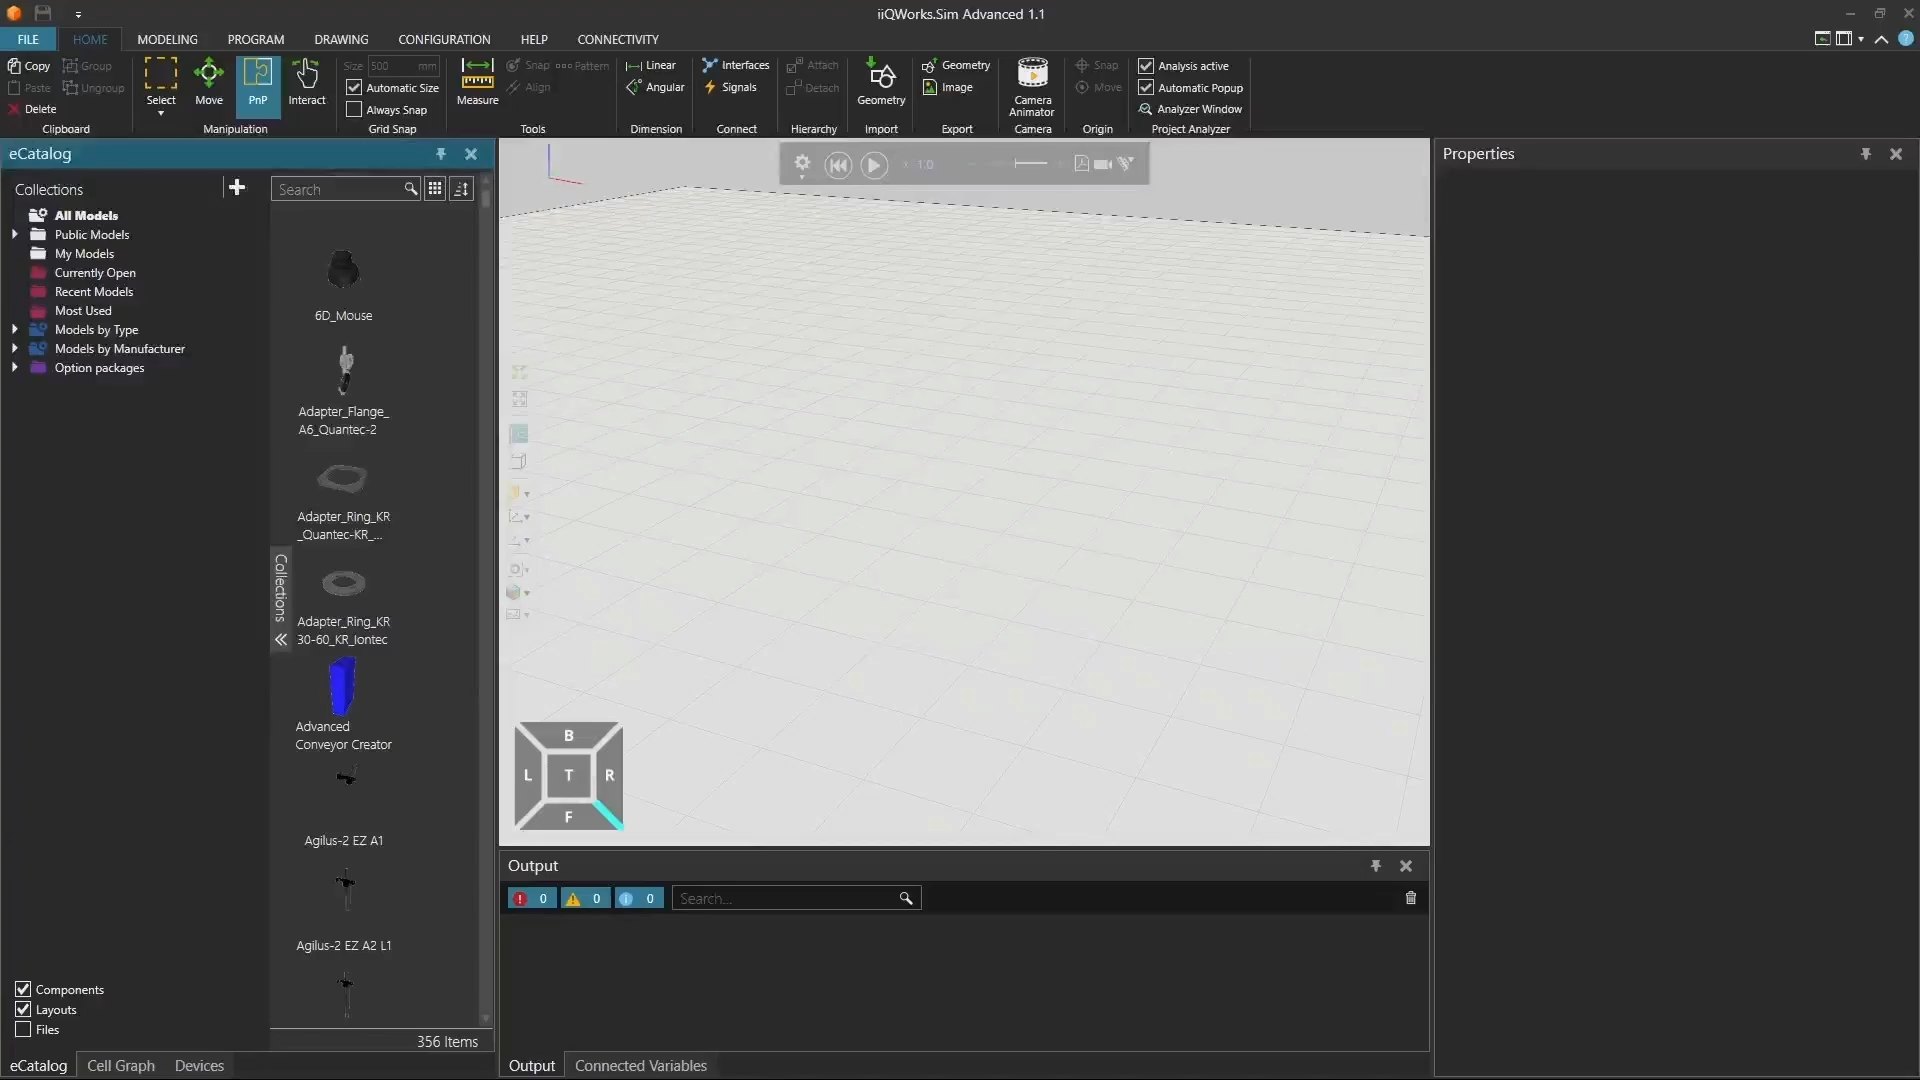 iiQWorks.Sim Advanced 1.1
FILE HOME MODELING PROGRAM DRAWING CONFIGURATION HELP CONNECTIVITY
Copy Group
Paste Ungroup
Delete
Clipboard
Select Move PnP Interact
Manipulation
Size 500 mm
Automatic Size
Always Snap
Grid Snap
Measure
Snap Pattern
Align
Tools
Linear
Angular
Dimension
Interfaces
Signals
Connect
Attach
Detach
Hierarchy
Geometry
Import
Geometry
Image
Export
Camera
Animator
Camera
Snap
Move
Origin
Analysis active
Automatic Popup
Analyzer Window
Project Analyzer
eCatalog
Collections
All Models
Public Models
My Models
Currently Open
Recent Models
Most Used
Models by Type
Models by Manufacturer
Option packages
Components
Layouts
Files
Collections
Search
6D_Mouse
Adapter_Flange_
A6_Quantec-2
Adapter_Ring_KR
_Quantec-KR_...
Adapter_Ring_KR
30-60_KR_Iontec
Advanced
Conveyor Creator
Agilus-2 EZ A1
Agilus-2 EZ A2 L1
356 Items
eCatalog Cell Graph Devices
x 1.0
B
L T R
F
Output
0 0 0 Search...
Output Connected Variables
Properties